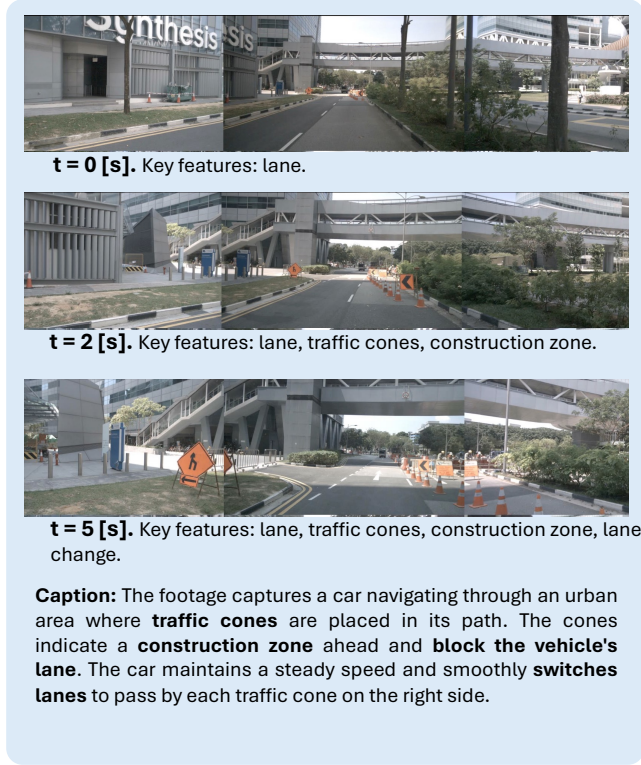 Synthesis
sis
t = 0 [s]. Key features: lane.
t = 2 [s]. Key features: lane, traffic cones, construction zone.
t = 5 [s]. Key features: lane, traffic cones, construction zone, lane
change.
Caption: The footage captures a car navigating through an urban
area where traffic cones are placed in its path. The cones
indicate a construction zone ahead and block the vehicle's
lane. The car maintains a steady speed and smoothly switches
lanes to pass by each traffic cone on the right side.